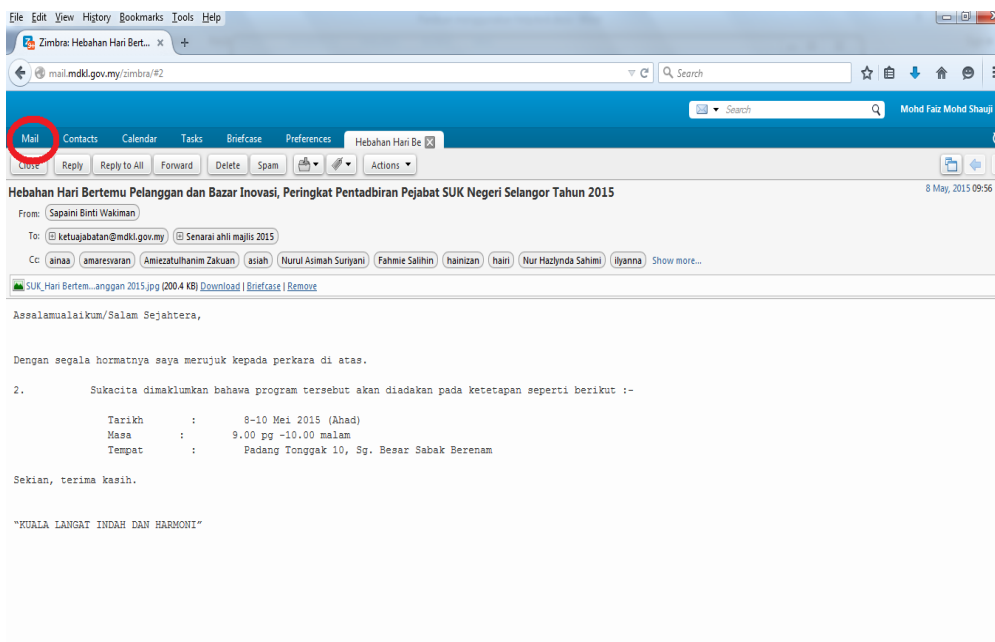 File Edit View History Bookmarks Tools Help
Zimbra: Hebahan Hari Bert... × +
mail.mdkl.gov.my/zimbra/#2 Search
Search Mohd Faiz Mohd Shauji
Mail Contacts Calendar Tasks Briefcase Preferences Hebahan Hari Be
Close Reply Reply to All Forward Delete Spam Actions
Hebahan Hari Bertemu Pelanggan dan Bazar Inovasi, Peringkat Pentadbiran Pejabat SUK Negeri Selangor Tahun 2015 8 May, 2015 09:56
From: Sapaini Binti Wakiman
To: ketuajabatan@mdkl.gov.my Senarai ahli majlis 2015
Cc: ainaa amaresvaran Amiezatulhanim Zakuan asiah Nurul Asimah Suriyani Fahmie Salihin hainizan hairi Nur Hazlynda Sahimi ilyanna Show more...
SUK_Hari Bertem...anggan 2015.jpg (200.4 KB) Download | Briefcase | Remove
Assalamualaikum/Salam Sejahtera,
Dengan segala hormatnya saya merujuk kepada perkara di atas.
2. Sukacita dimaklumkan bahawa program tersebut akan diadakan pada ketetapan seperti berikut :-
Tarikh : 8-10 Mei 2015 (Ahad)
Masa : 9.00 pg -10.00 malam
Tempat : Padang Tonggak 10, Sg. Besar Sabak Berenam
Sekian, terima kasih.
"KUALA LANGAT INDAH DAN HARMONI"